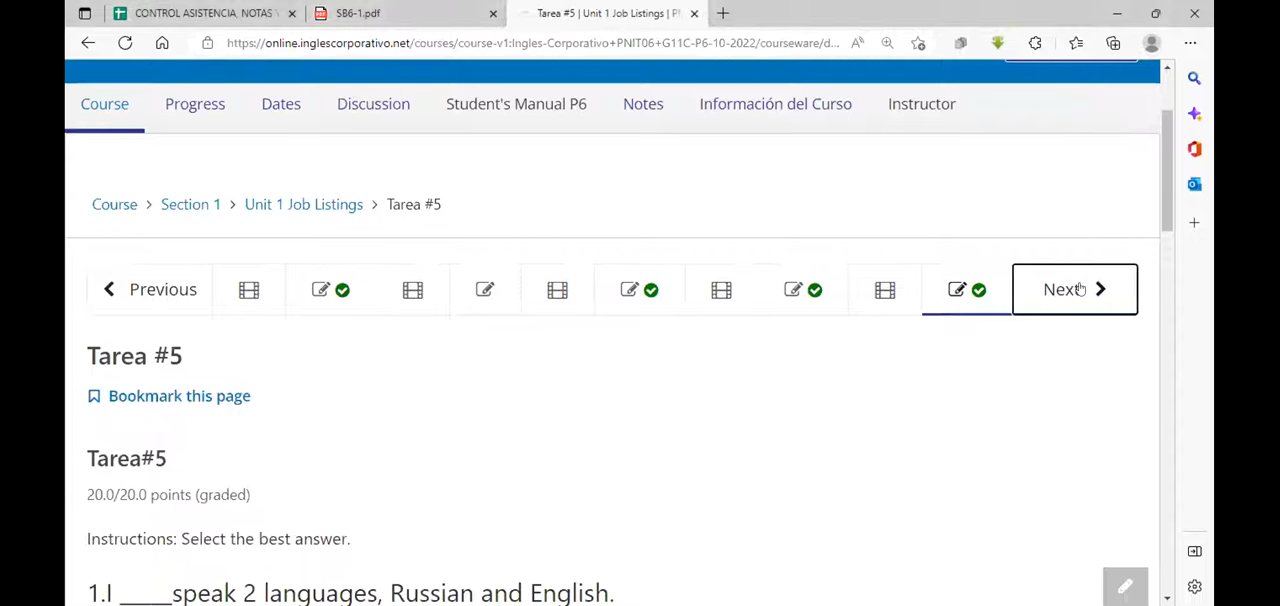 CONTROL ASISTENCIA, NOTAS
SB6-1.pdf
Tarea #5 | Unit 1 Job Listings | P
https://online.inglescorporativo.net/courses/course-v1:Ingles-Corporativo+PNIT06+G11C-P6-10-2022/courseware/d...
Course
Progress
Dates
Discussion
Student's Manual P6
Notes
Información del Curso
Instructor
Course > Section 1 > Unit 1 Job Listings > Tarea #5
Previous
Next
Tarea #5
Bookmark this page
Tarea#5
20.0/20.0 points (graded)
Instructions: Select the best answer.
1.I _____speak 2 languages, Russian and English.